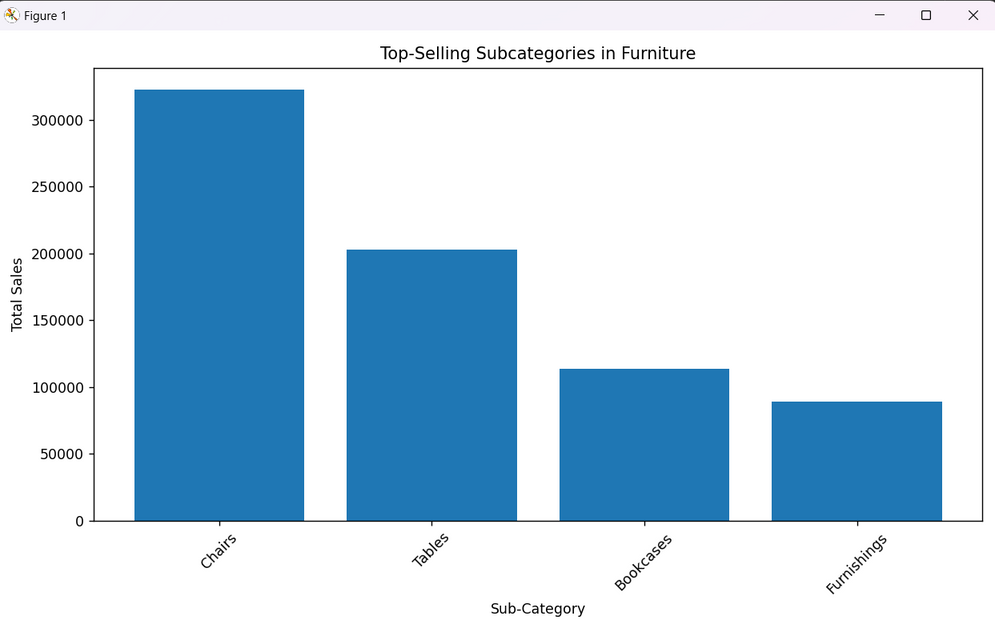 Figure 1
Top-Selling Subcategories in Furniture
Total Sales
300000
250000
200000
150000
100000
50000
0
Chairs
Tables
Bookcases
Furnishings
Sub-Category